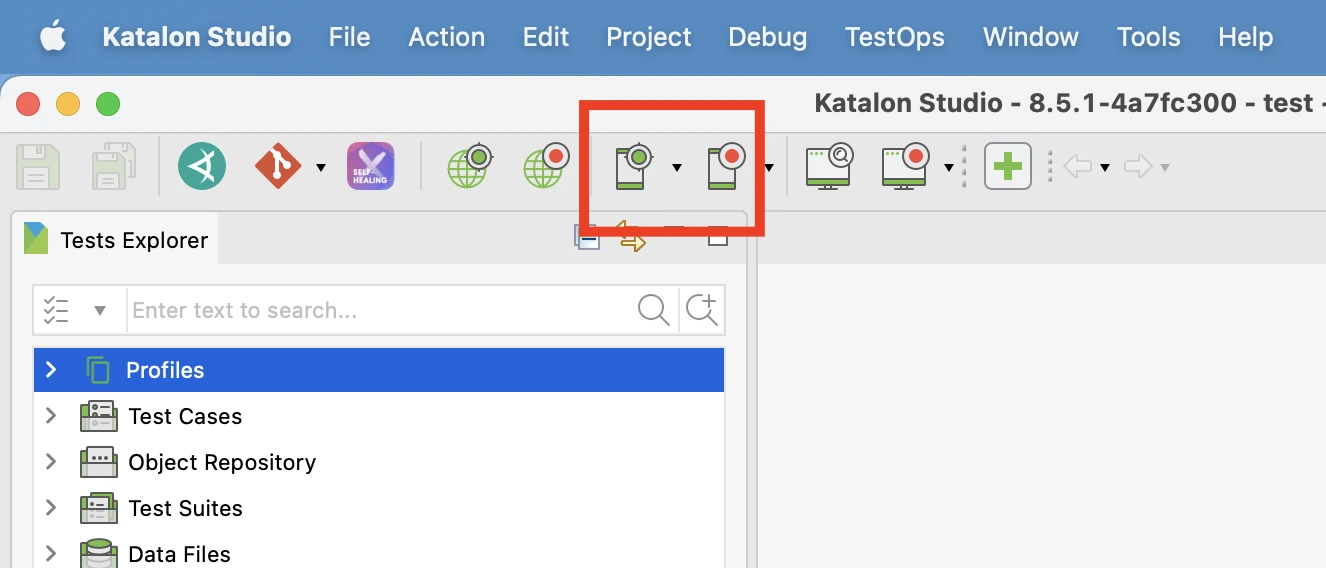 Katalon Studio File Action Edit Project Debug TestOps Window Tools Help
Katalon Studio - 8.5.1-4a7fc300 - test -
SELF
HEALING
Tests Explorer
Enter text to search...
Profiles
Test Cases
Object Repository
Test Suites
Data Files